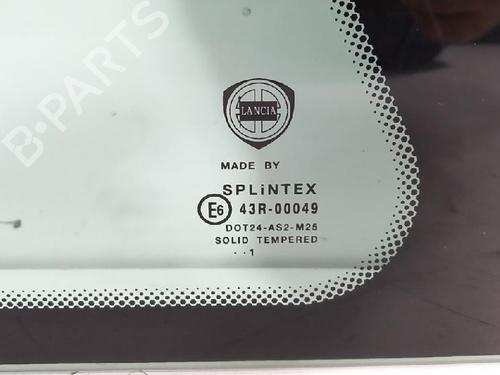 B-PARTS
LANCIA
MADE BY
SPLiNTEX
E6 43R-00049
DOT24-AS2-M25
SOLID TEMPERED
· · 1